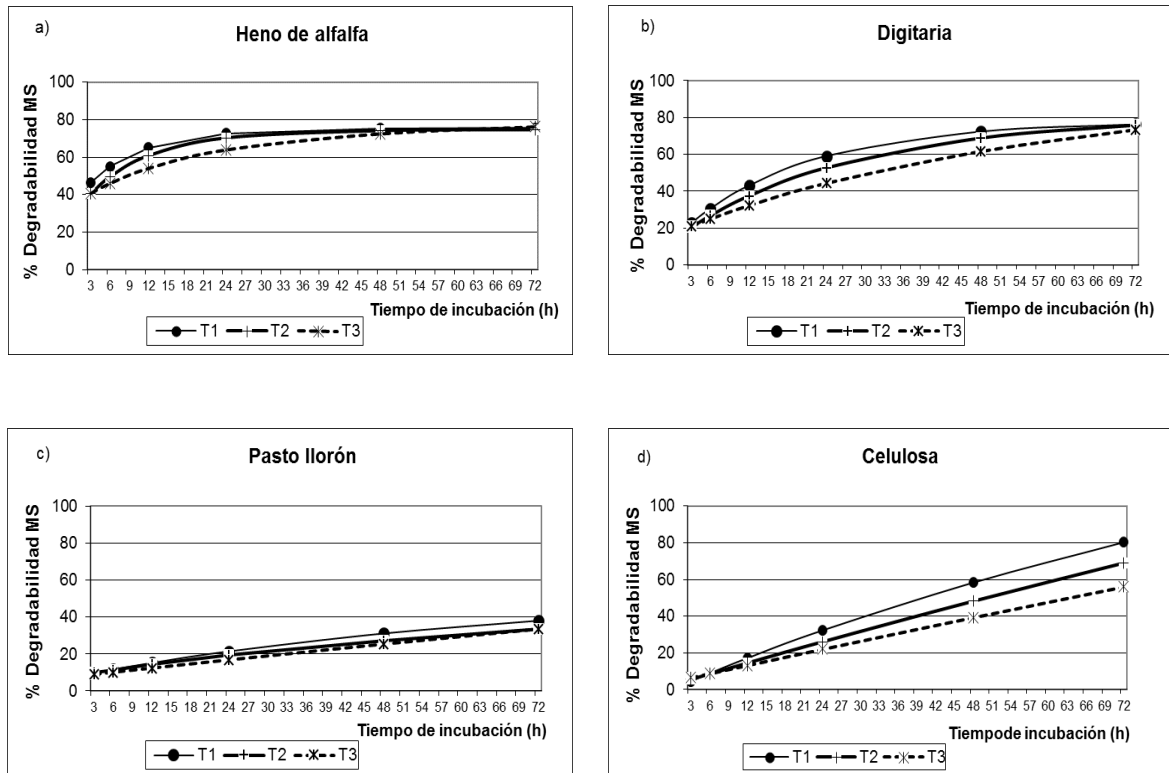 a)
Heno de alfalfa
% Degradabilidad MS
100
80
60
40
20
0
3 6 9 12 15 18 21 24 27 30 33 36 39 42 45 48 51 54 57 60 63 66 69 72
Tiempo de incubación (h)
T1 T2 T3
b)
Digitaria
% Degradabilidad MS
100
80
60
40
20
0
3 6 9 12 15 18 21 24 27 30 33 36 39 42 45 48 51 54 57 60 63 66 69 72
Tiempo de incubación (h)
T1 T2 T3
c)
Pasto llorón
% Degradabilidad MS
100
80
60
40
20
0
3 6 9 12 15 18 21 24 27 30 33 36 39 42 45 48 51 54 57 60 63 66 69 72
Tiempo de incubación (h)
T1 T2 T3
d)
Celulosa
% Degradabilidad MS
100
80
60
40
20
0
3 6 9 12 15 18 21 24 27 30 33 36 39 42 45 48 51 54 57 60 63 66 69 72
Tiempode incubación (h)
T1 T2 T3